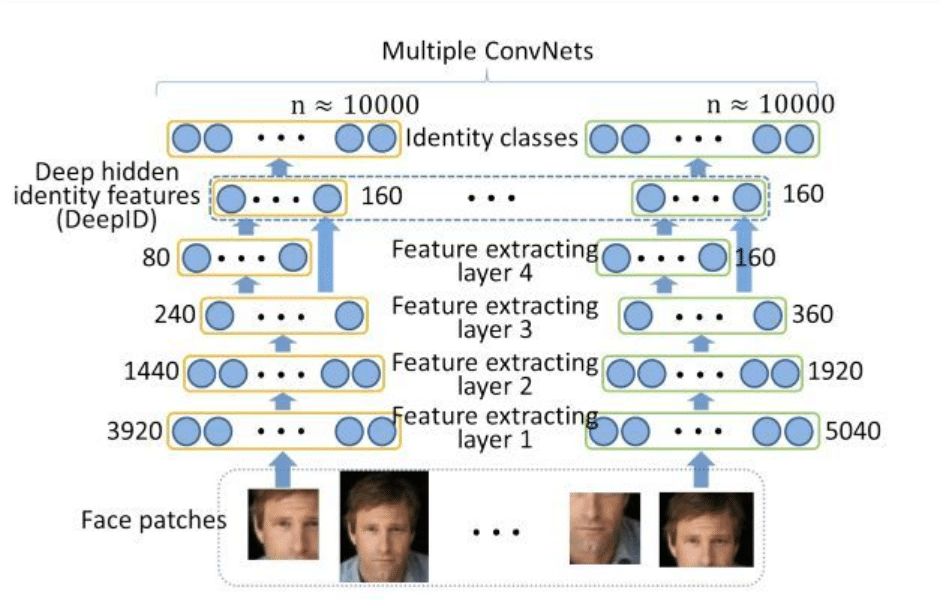 Multiple ConvNets
n ≈ 10000
n ≈ 10000
Identity classes
Deep hidden
identity features
(DeepID)
160
160
80
Feature extracting
layer 4
160
240
Feature extracting
layer 3
360
1440
Feature extracting
layer 2
1920
3920
Feature extracting
layer 1
5040
Face patches